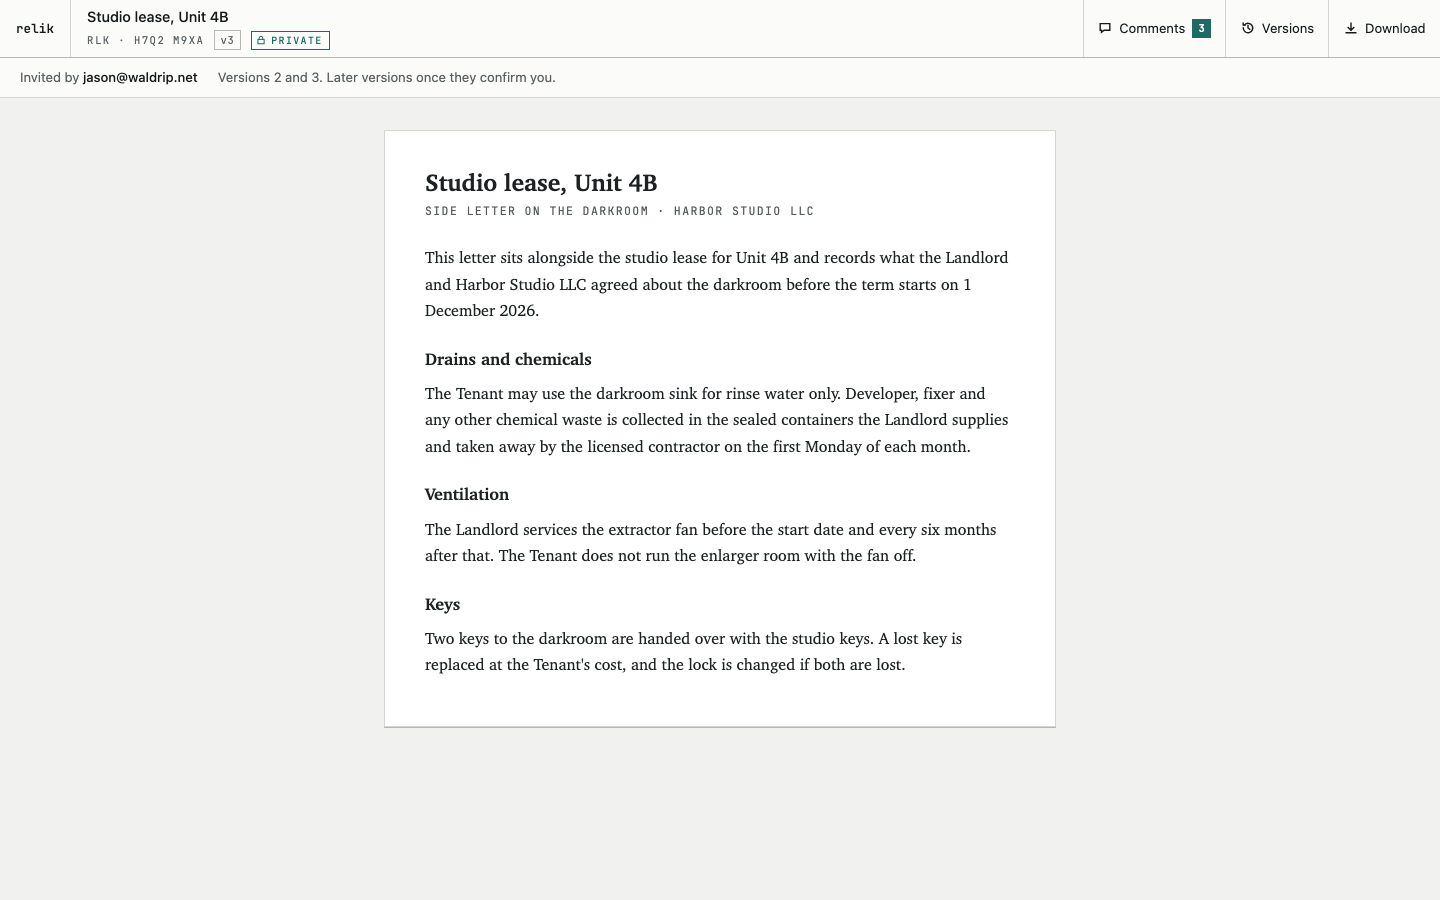 relik
Studio lease, Unit 4B
RLK · H7Q2 M9XA v3 PRIVATE
Comments 3
Versions
Download
Invited by jason@waldrip.net Versions 2 and 3. Later versions once they confirm you.
Studio lease, Unit 4B
SIDE LETTER ON THE DARKROOM · HARBOR STUDIO LLC
This letter sits alongside the studio lease for Unit 4B and records what the Landlord
and Harbor Studio LLC agreed about the darkroom before the term starts on 1
December 2026.
Drains and chemicals
The Tenant may use the darkroom sink for rinse water only. Developer, fixer and
any other chemical waste is collected in the sealed containers the Landlord supplies
and taken away by the licensed contractor on the first Monday of each month.
Ventilation
The Landlord services the extractor fan before the start date and every six months
after that. The Tenant does not run the enlarger room with the fan off.
Keys
Two keys to the darkroom are handed over with the studio keys. A lost key is
replaced at the Tenant's cost, and the lock is changed if both are lost.